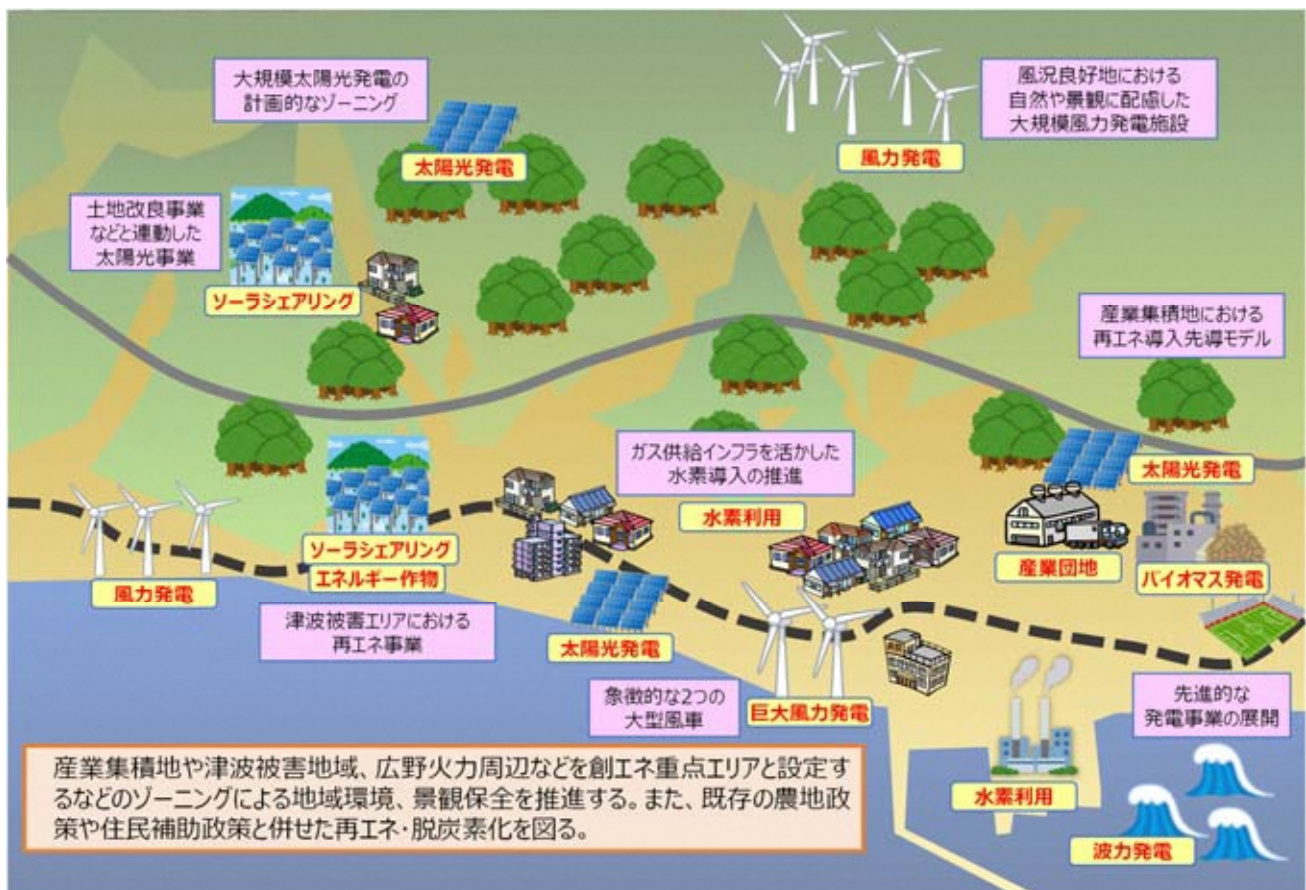 大規模太陽光発電の
計画的なゾーニング
太陽光発電
風況良好地における
自然や景観に配慮した
大規模風力発電施設
風力発電
土地改良事業
などと連動した
太陽光事業
ソーラシェアリング
産業集積地における
再エネ導入先導モデル
太陽光発電
ガス供給インフラを活かした
水素導入の推進
水素利用
産業団地
バイオマス発電
風力発電
ソーラシェアリング
エネルギー作物
津波被害エリアにおける
再エネ事業
太陽光発電
象徴的な2つの
大型風車
巨大風力発電
先進的な
発電事業の展開
水素利用
波力発電
産業集積地や津波被害地域、広野火力周辺などを創エネ重点エリアと設定す
るなどのゾーニングによる地域環境、景観保全を推進する。また、既存の農地政
策や住民補助政策と併せた再エネ・脱炭素化を図る。